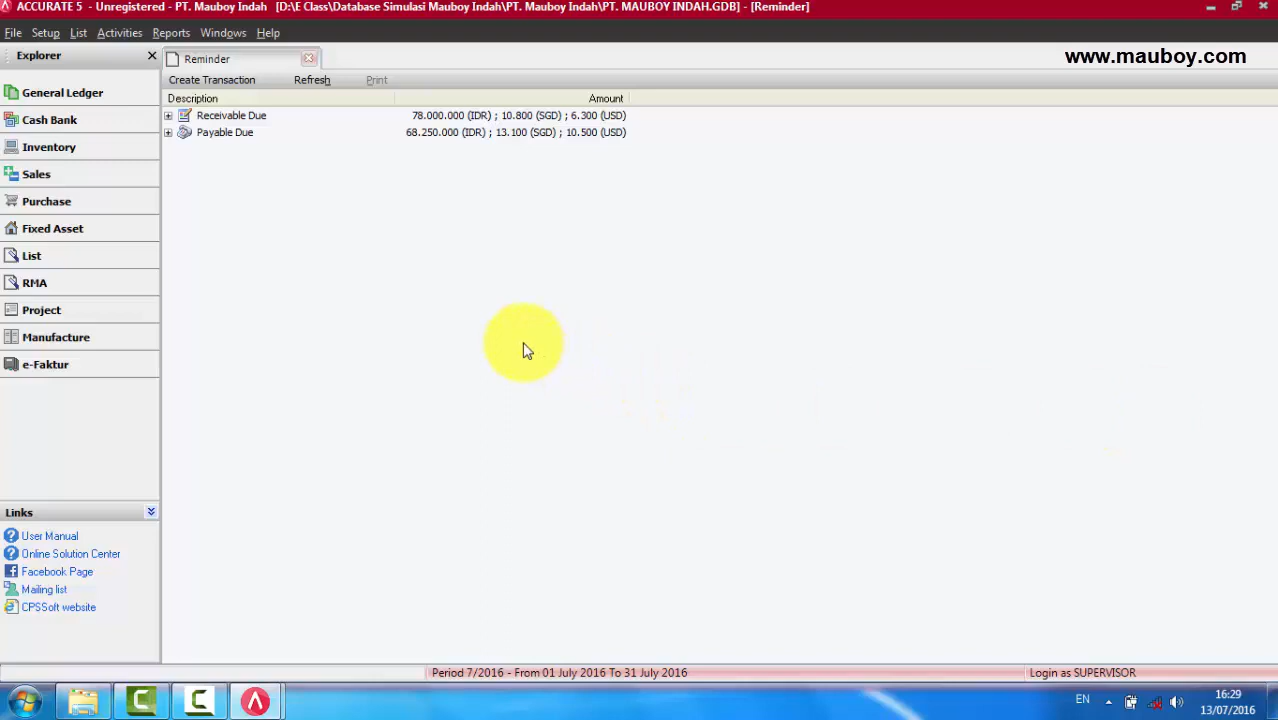 ACCURATE 5 - Unregistered - PT. Mauboy Indah [D:\E Class\Database Simulasi Mauboy Indah\PT. Mauboy Indah\PT. MAUBOY INDAH.GDB] - [Reminder]
File Setup List Activities Reports Windows Help
Explorer
Reminder
www.mauboy.com
Create Transaction Refresh Print
Description Amount
Receivable Due 78.000.000 (IDR) ; 10.800 (SGD) ; 6.300 (USD)
Payable Due 68.250.000 (IDR) ; 13.100 (SGD) ; 10.500 (USD)
General Ledger
Cash Bank
Inventory
Sales
Purchase
Fixed Asset
List
RMA
Project
Manufacture
e-Faktur
Links
User Manual
Online Solution Center
Facebook Page
Mailing list
CPSSoft website
Period 7/2016 - From 01 July 2016 To 31 July 2016
Login as SUPERVISOR
EN
16:29
13/07/2016